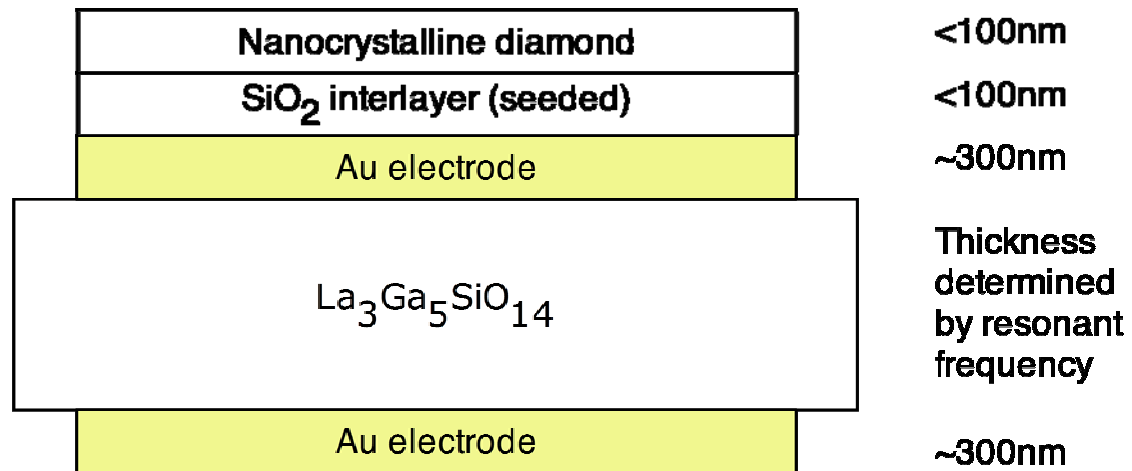 Nanocrystalline diamond
<100nm
SiO2 interlayer (seeded)
<100nm
Au electrode
~300nm
La3Ga5SiO14
Thickness
determined
by resonant
frequency
Au electrode
~300nm